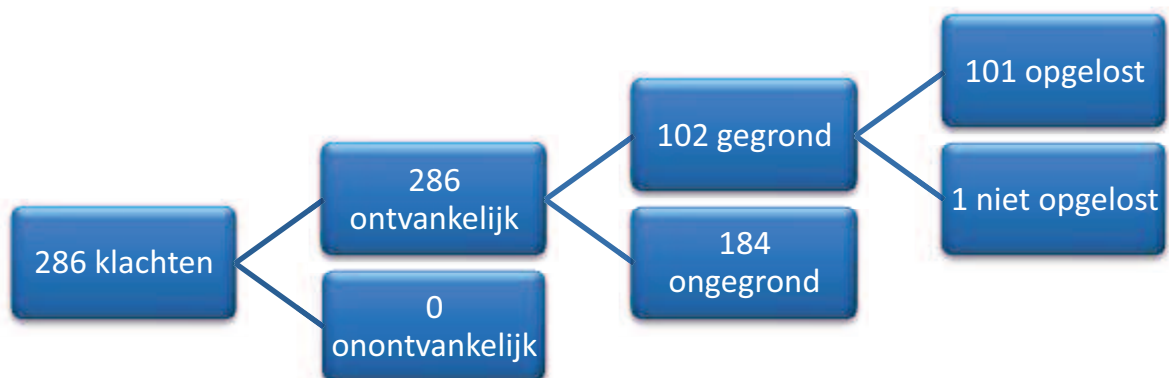 286 klachten
286
ontvankelijk
0
onontvankelijk
102 gegrond
184
ongegrond
101 opgelost
1 niet opgelost